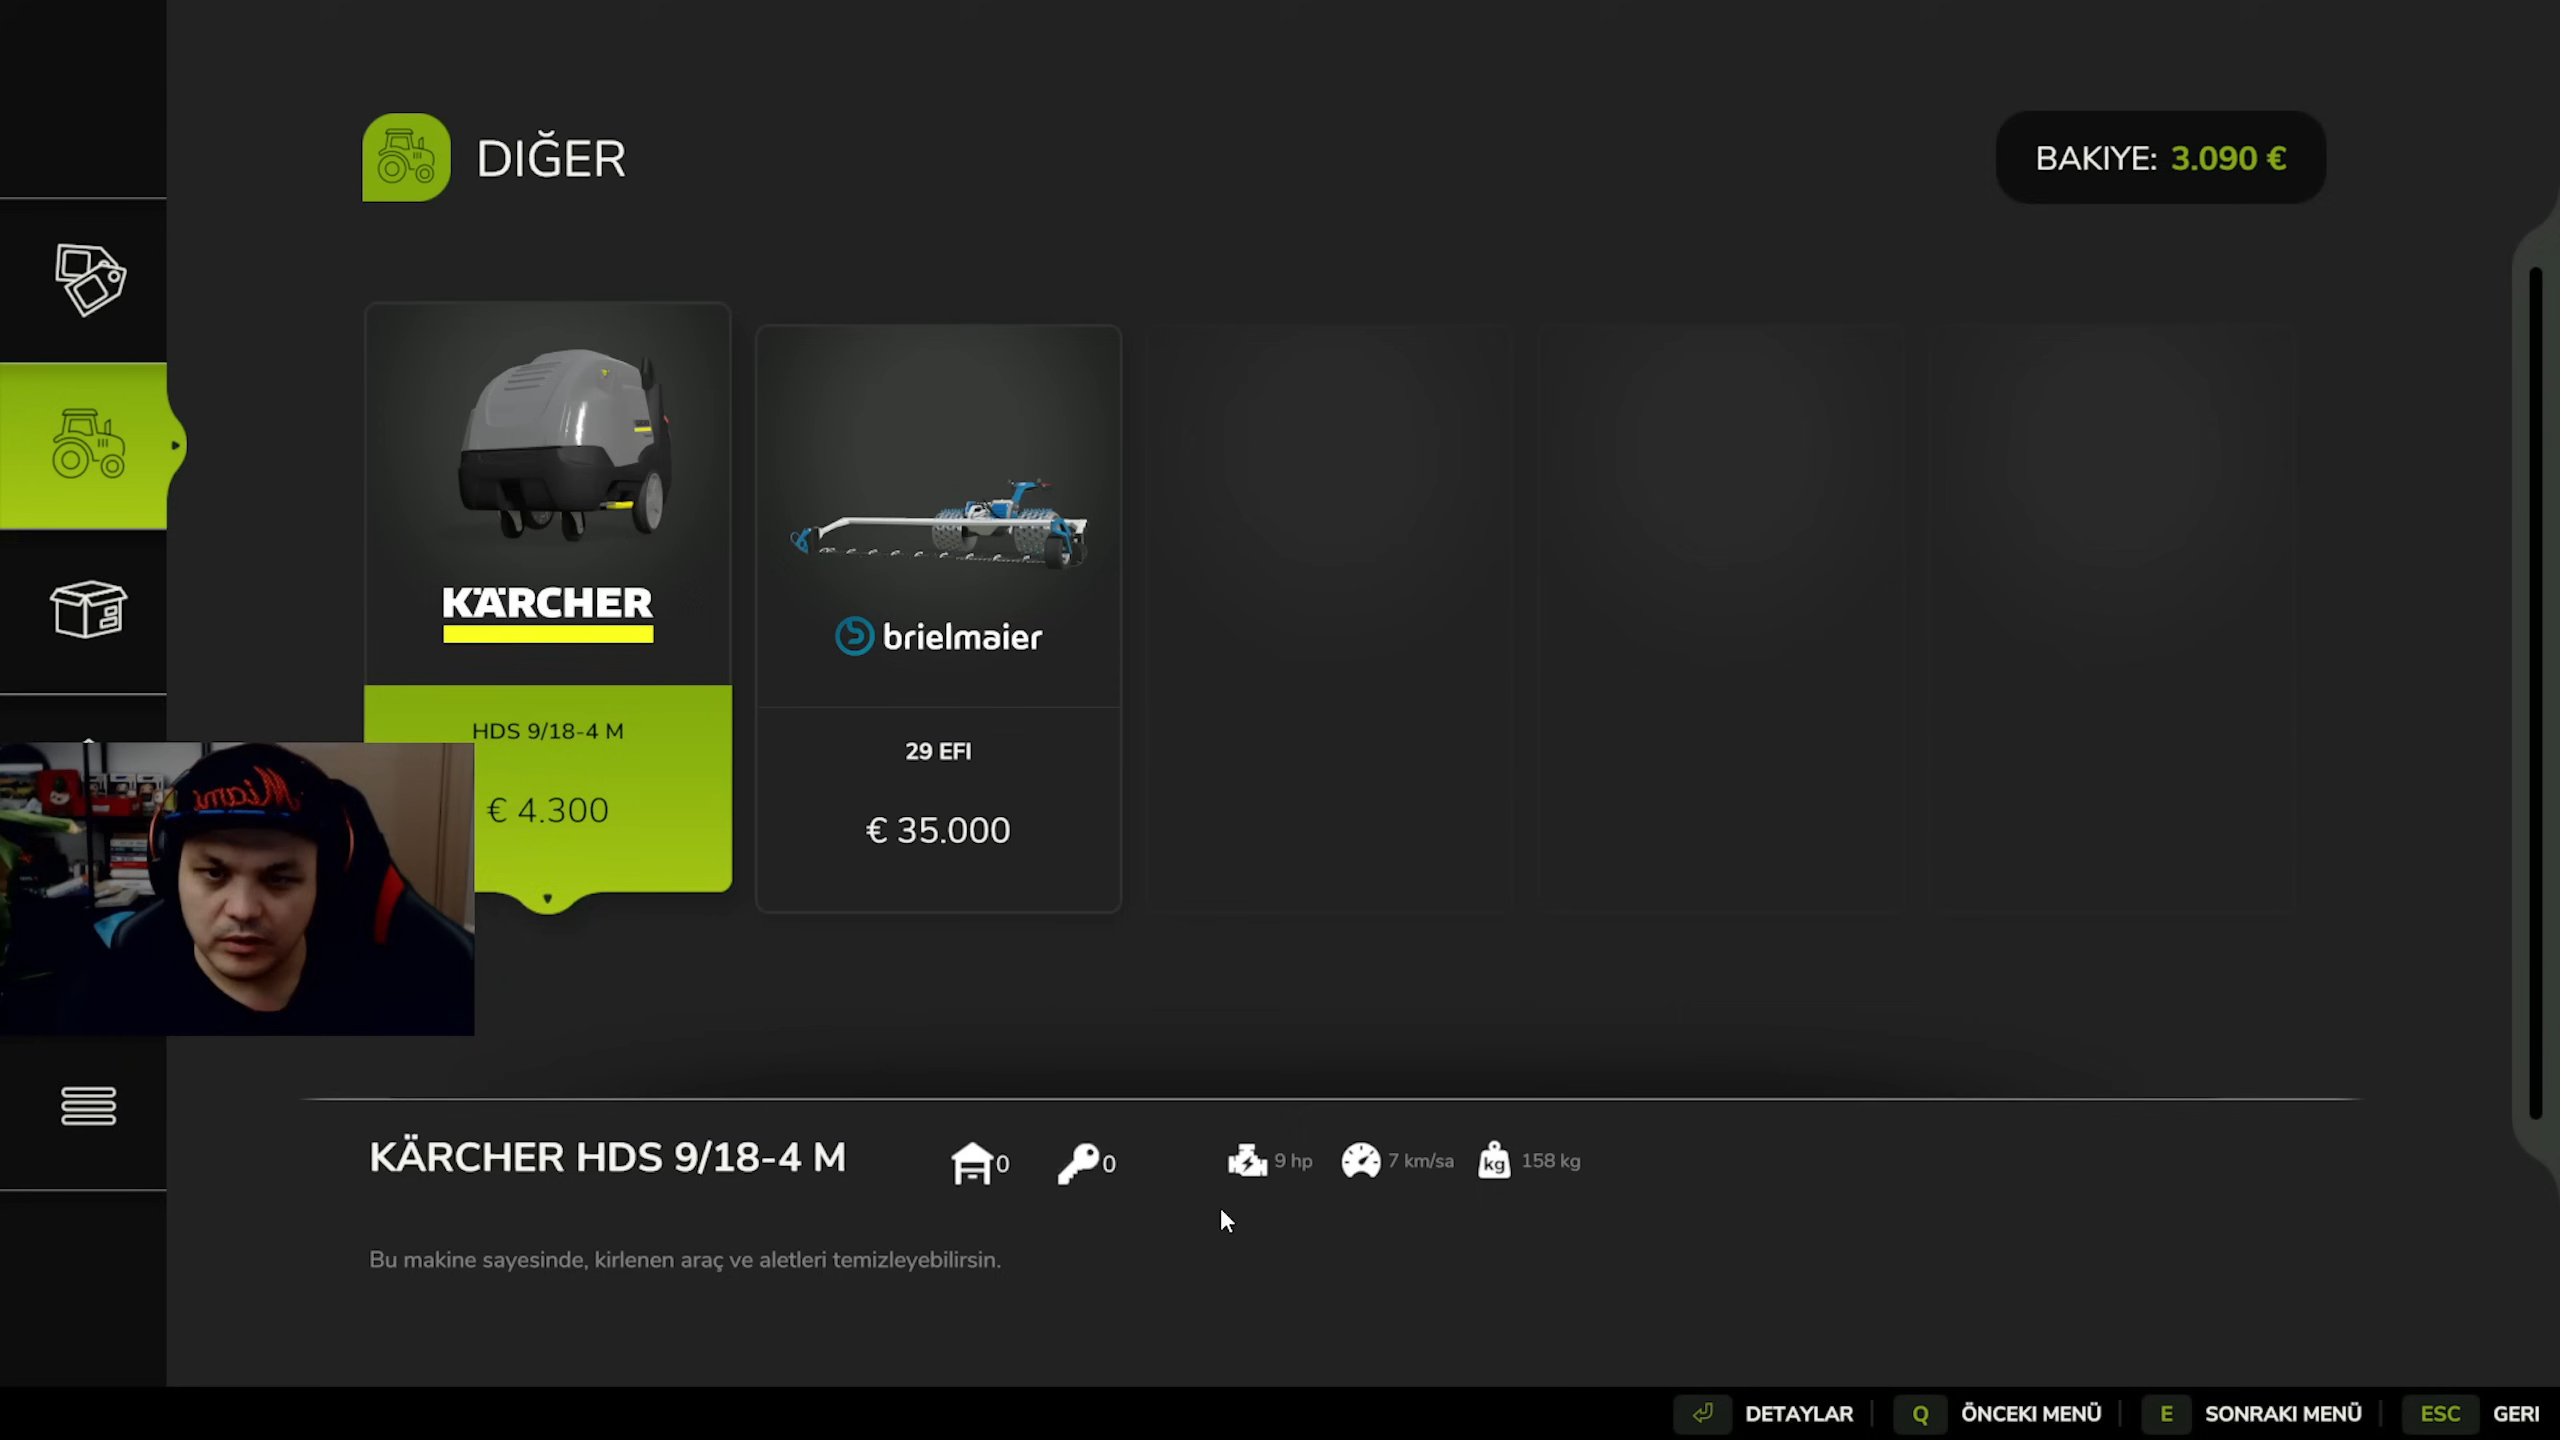 DIĞER
BAKIYE: 3.090 €
KÄRCHER
HDS 9/18-4 M
€ 4.300
brielmaier
29 EFI
€ 35.000
Miami
KÄRCHER HDS 9/18-4 M
0
0
9 hp
7 km/sa
kg
158 kg
Bu makine sayesinde, kirlenen araç ve aletleri temizleyebilirsin.
DETAYLAR
Q ÖNCEKI MENÜ
E SONRAKI MENÜ
ESC GERI